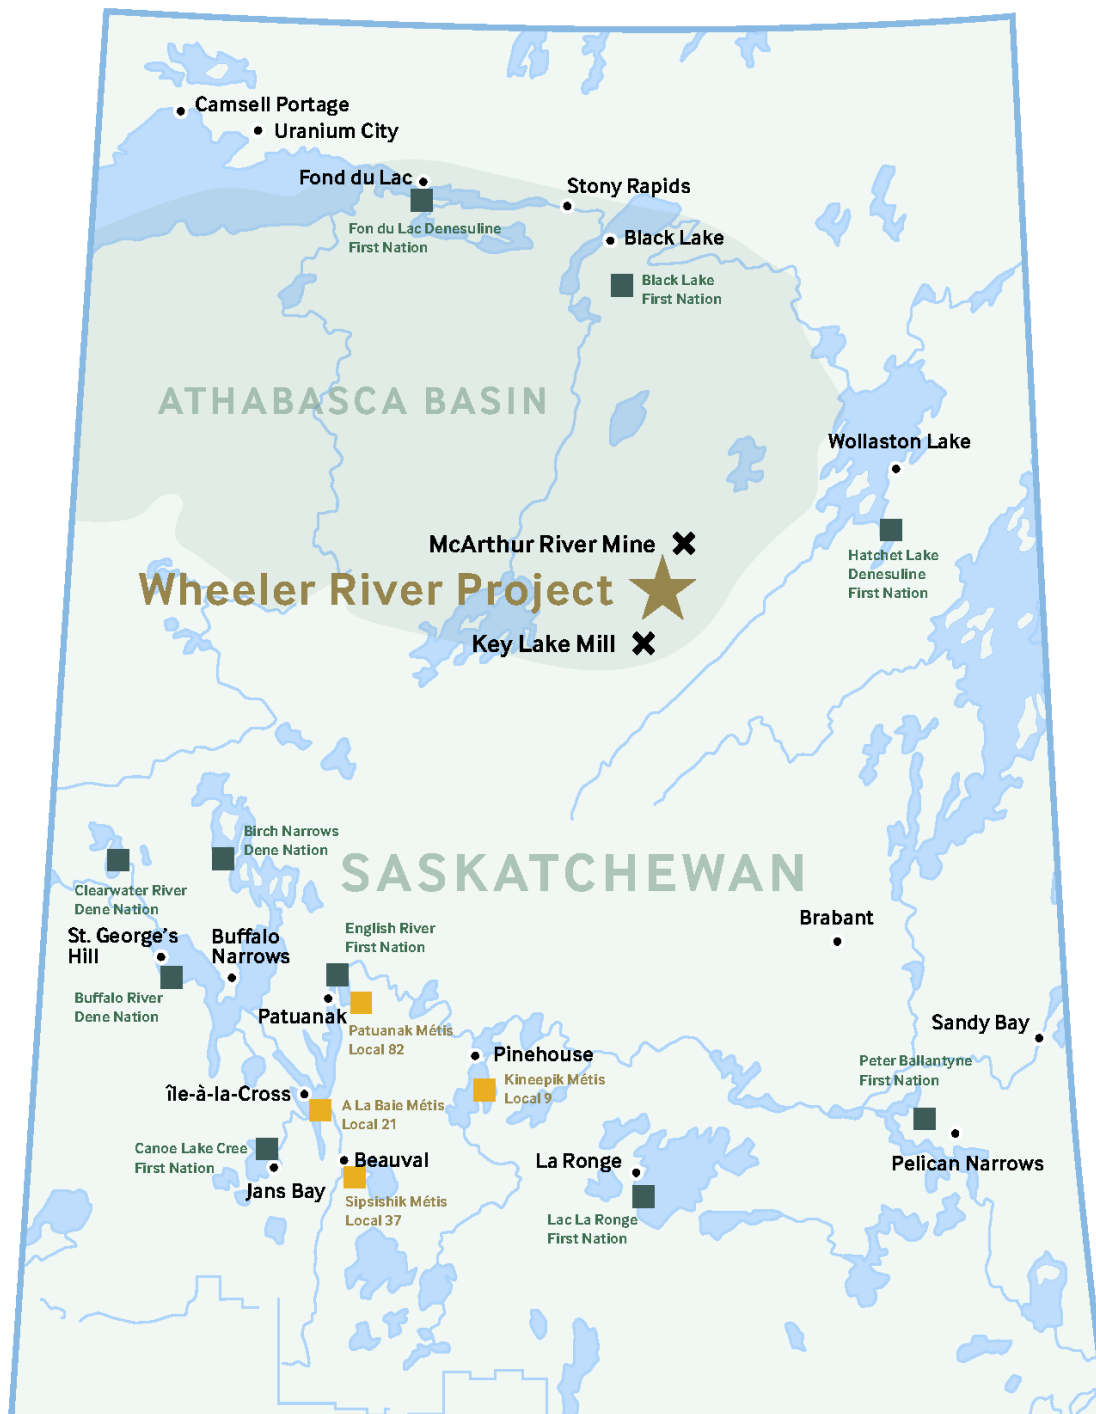 Camsell Portage
Uranium City
Fond du Lac
Stony Rapids
Fon du Lac Denesuline
First Nation
Black Lake
Black Lake
First Nation
ATHABASCA BASIN
Wollaston Lake
McArthur River Mine
Hatchet Lake
Denesuline
First Nation
Wheeler River Project
Key Lake Mill
Birch Narrows
Dene Nation
SASKATCHEWAN
Clearwater River
Dene Nation
Brabant
English River
First Nation
St. George's
Hill
Buffalo
Narrows
Buffalo River
Dene Nation
Patuanak
Patuanak Métis
Local 82
Sandy Bay
Pinehouse
Peter Ballantyne
First Nation
Kineepik Métis
Local 9
île-à-la-Cross
A La Baie Métis
Local 21
Canoe Lake Cree
First Nation
Beauval
La Ronge
Pelican Narrows
Jans Bay
Sipsishik Métis
Local 37
Lac La Ronge
First Nation